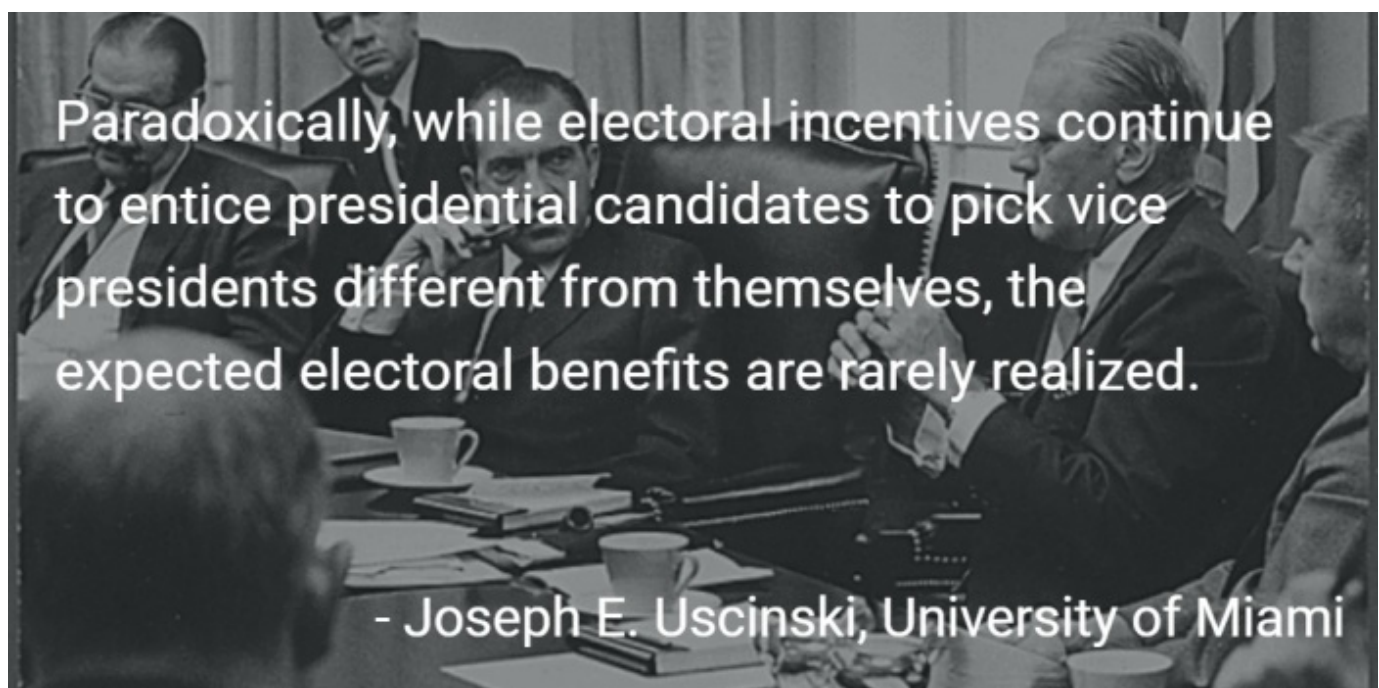 Paradoxically, while electoral incentives continue
to entice presidential candidates to pick vice
presidents different from themselves, the
expected electoral benefits are rarely realized.
- Joseph E. Uscinski, University of Miami